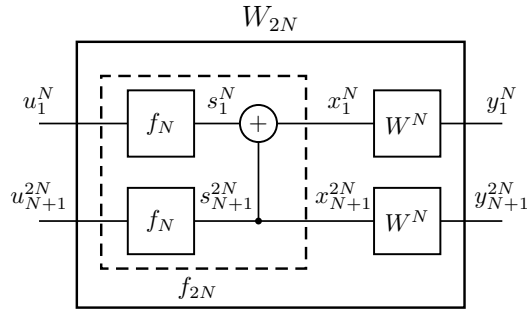 W_{2N}
u_1^N f_N s_1^N + x_1^N W^N y_1^N
u_{N+1}^{2N} f_N s_{N+1}^{2N} x_{N+1}^{2N} W^N y_{N+1}^{2N}
f_{2N}